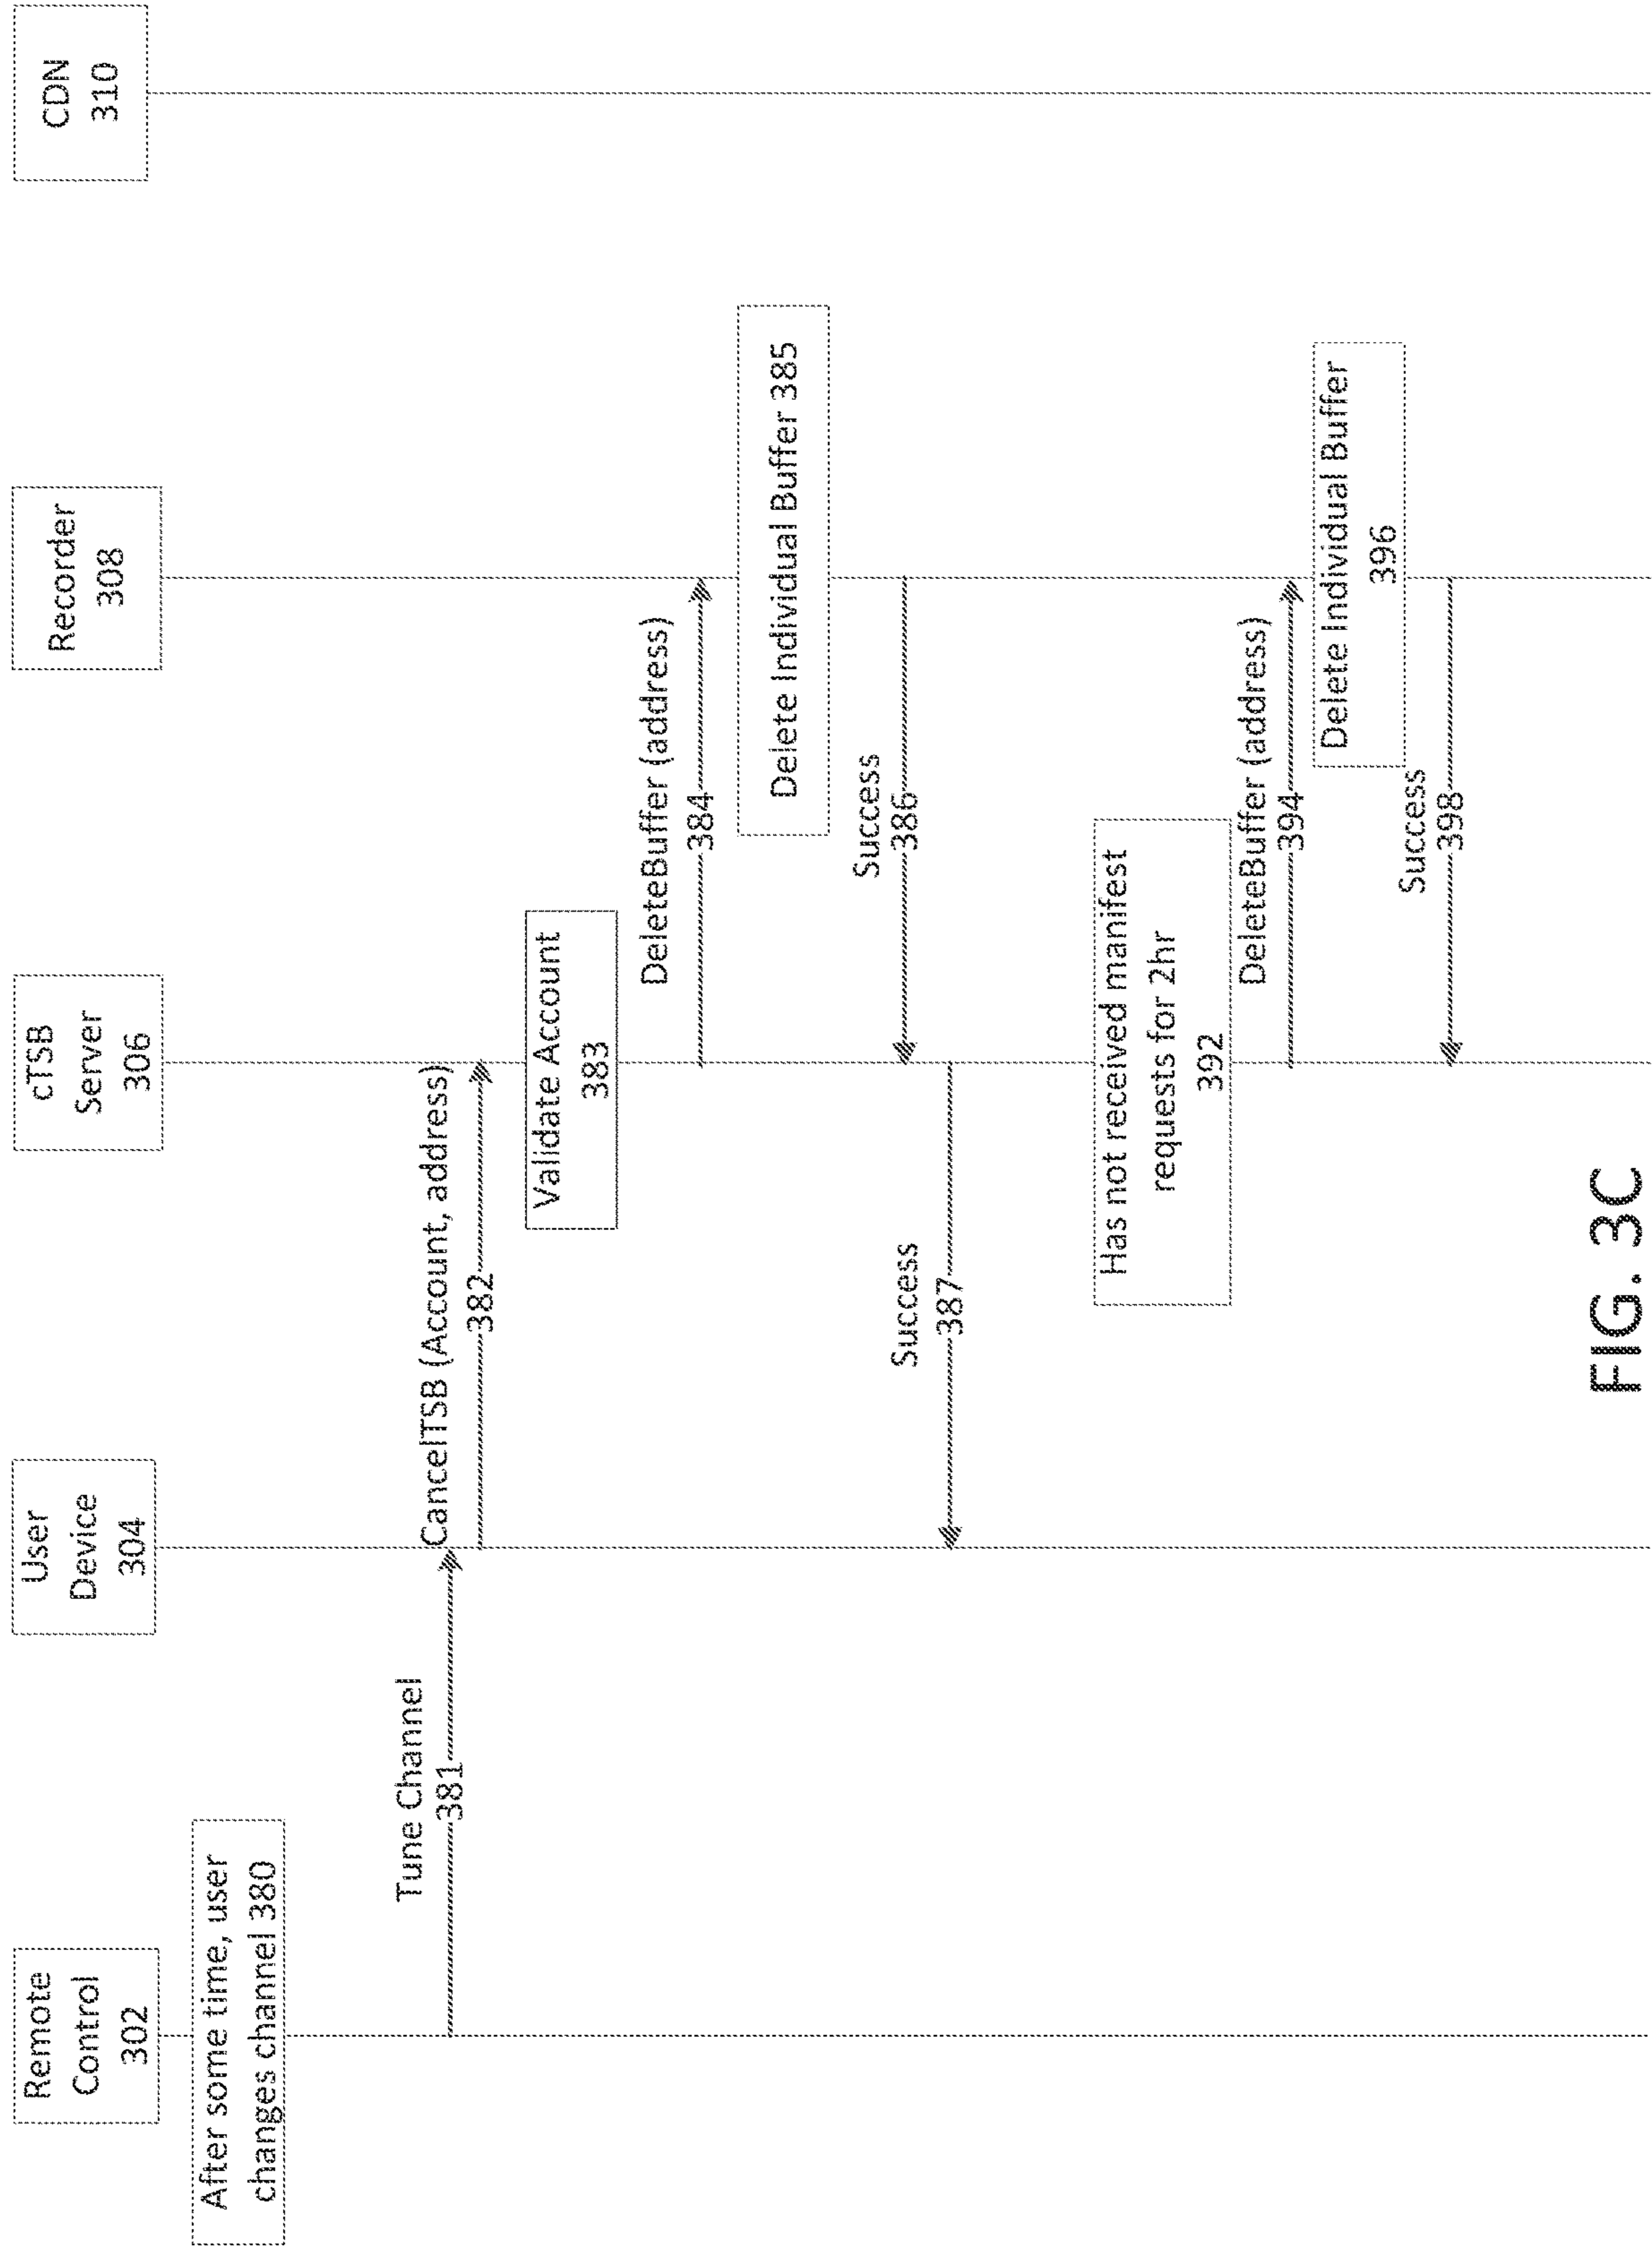 Remote
Control
302
User
Device
304
cTSB
Server
306
Recorder
308
CDN
310
After some time, user
changes channel 380
Tune Channel
381
CancelTSB (Account, address)
382
Validate Account
383
DeleteBuffer (address)
384
Delete Individual Buffer 385
Success
386
Success
387
Has not received manifest
requests for 2hr
392
DeleteBuffer (address)
394
Delete Individual Buffer
396
Success
398
FIG. 3C